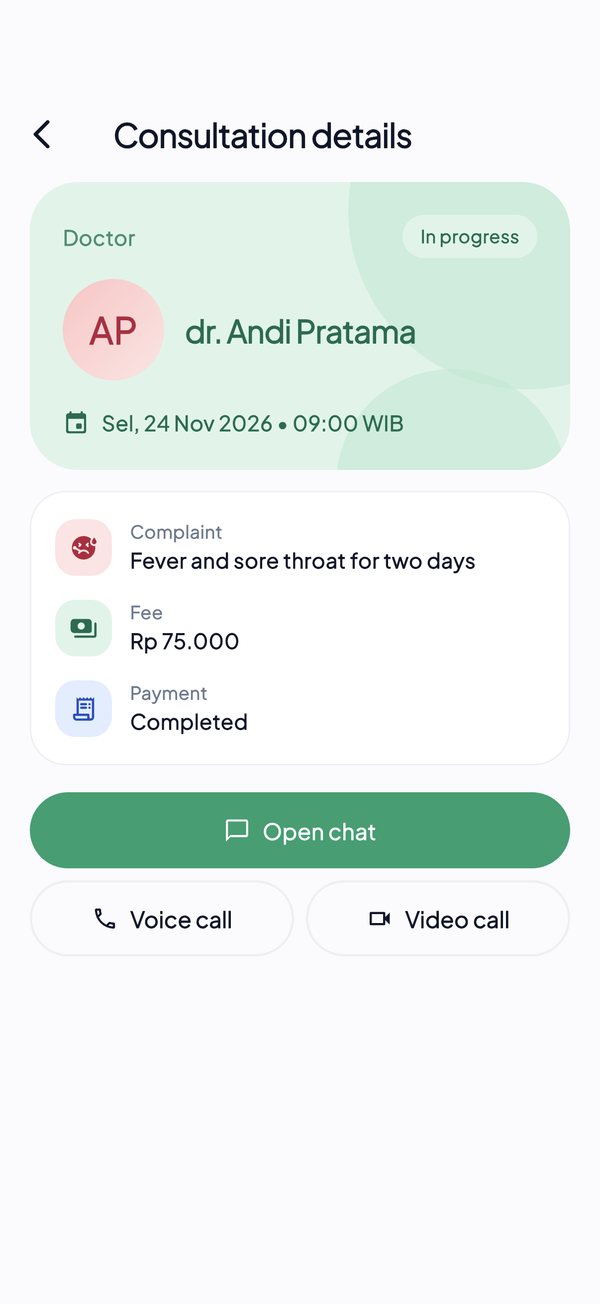 Consultation details
Doctor
In progress
AP
dr. Andi Pratama
Sel, 24 Nov 2026 • 09:00 WIB
Complaint
Fever and sore throat for two days
Fee
Rp 75.000
Payment
Completed
Open chat
Voice call
Video call